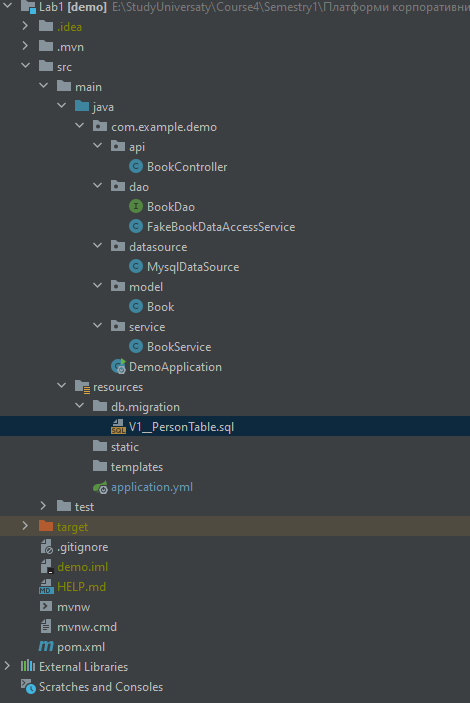 Lab1 [demo] E:\StudyUniversaty\Course4\Semestry1\Платформи корпоративни
.idea
.mvn
src
main
java
com.example.demo
api
BookController
dao
BookDao
FakeBookDataAccessService
datasource
MysqlDataSource
model
Book
service
BookService
DemoApplication
resources
db.migration
V1__PersonTable.sql
static
templates
application.yml
test
target
.gitignore
demo.iml
HELP.md
mvnw
mvnw.cmd
pom.xml
External Libraries
Scratches and Consoles